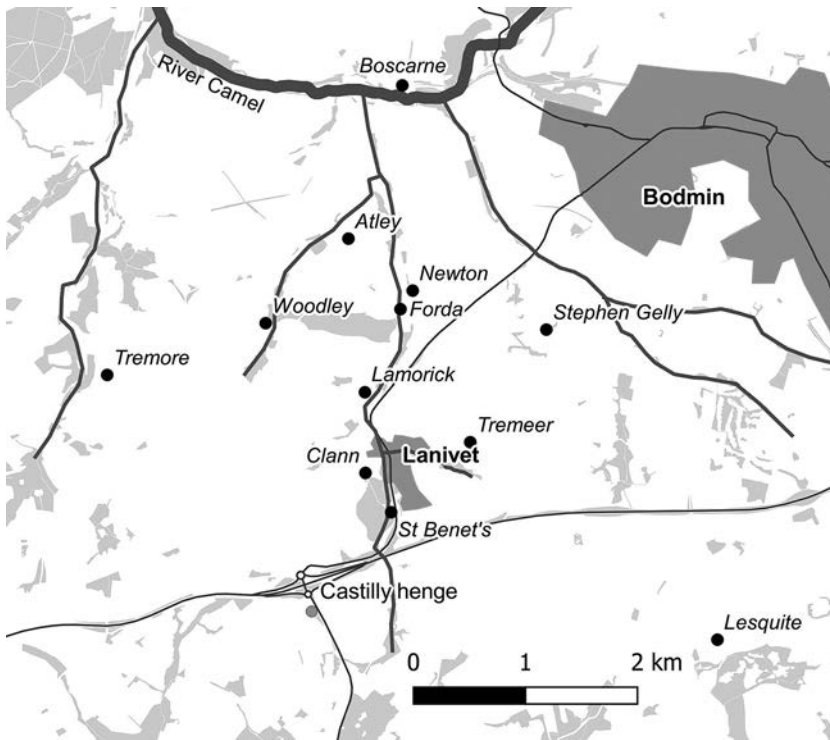 Boscarne
River Camel
Bodmin
Atley
Newton
Woodley
Forda
Stephen Gelly
Tremore
Lamorick
Tremeer
Clann
Lanivet
St Benet's
Castilly henge
Lesquite
0 1 2 km